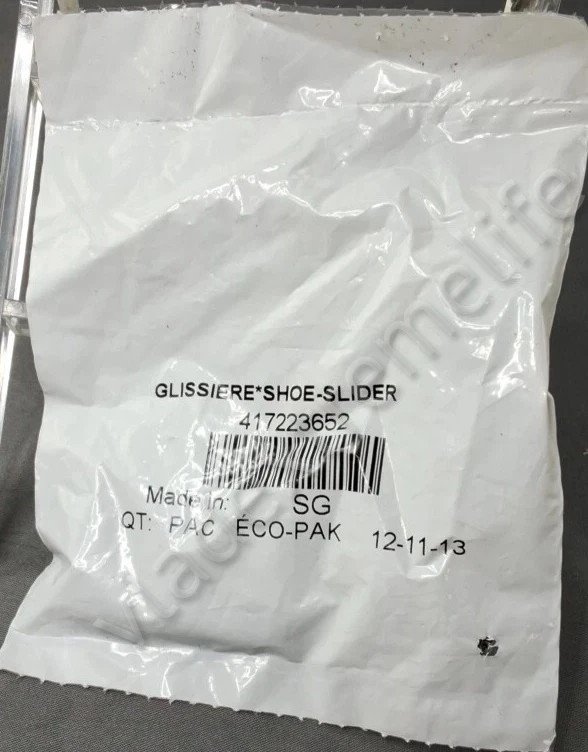 GLISSIERE*SHOE-SLIDER
417223652
Made In: SG
QT: PAC ÉCO-PAK 12-11-13